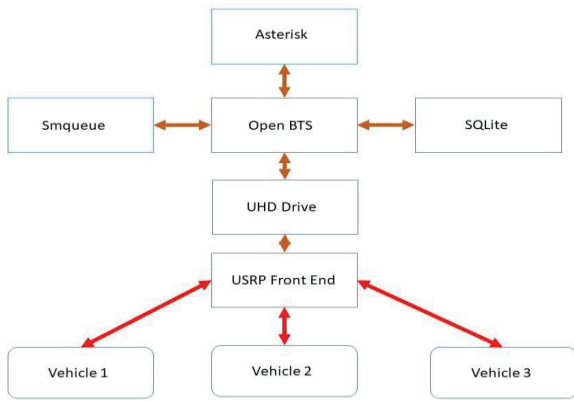 Asterisk
Smqueue
Open BTS
SQLite
UHD Drive
USRP Front End
Vehicle 1
Vehicle 2
Vehicle 3